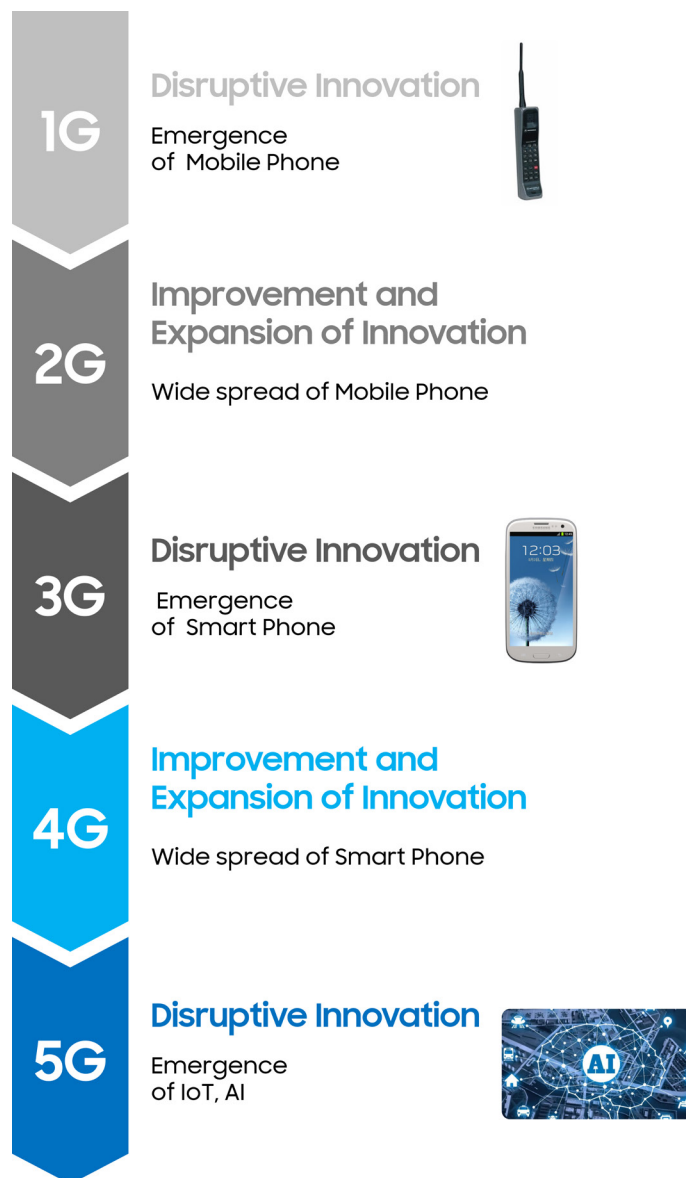 1G
Disruptive Innovation
Emergence
of Mobile Phone
2G
Improvement and
Expansion of Innovation
Wide spread of Mobile Phone
3G
Disruptive Innovation
Emergence
of Smart Phone
12:03
4G
Improvement and
Expansion of Innovation
Wide spread of Smart Phone
5G
Disruptive Innovation
Emergence
of IoT, AI
AI